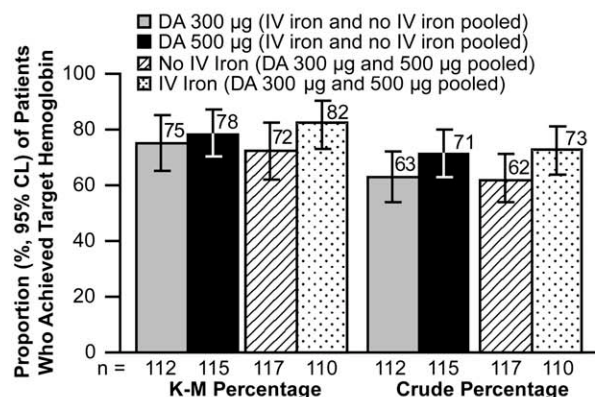 DA 300 µg (IV iron and no IV iron pooled)
DA 500 µg (IV iron and no IV iron pooled)
No IV Iron (DA 300 µg and 500 µg pooled)
IV Iron (DA 300 µg and 500 µg pooled)
Proportion (%, 95% CL) of Patients
Who Achieved Target Hemoglobin
100
80
60
40
20
0
75 78 72 82 63 71 62 73
n = 112 115 117 110 112 115 117 110
K-M Percentage Crude Percentage